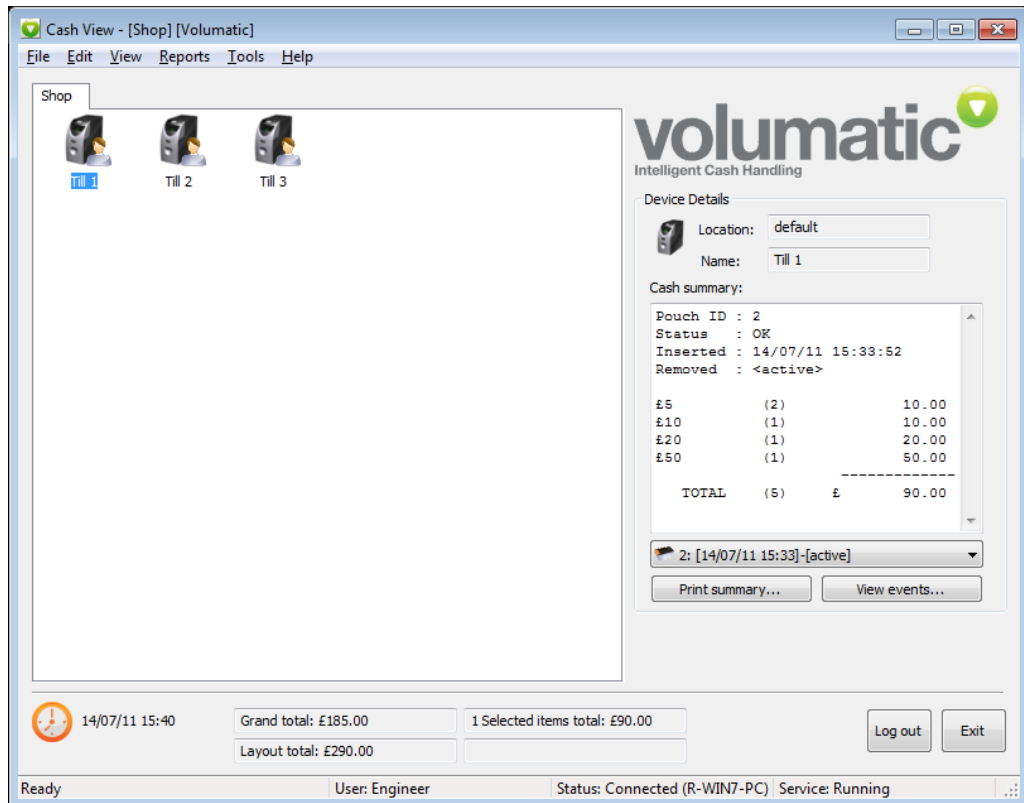 Cash View - [Shop] [Volumatic]
File Edit View Reports Tools Help
Shop
Till 1 Till 2 Till 3
volumatic
Intelligent Cash Handling
Device Details
Location: default
Name: Till 1
Cash summary:
Pouch ID : 2
Status : OK
Inserted : 14/07/11 15:33:52
Removed : <active>
£5 (2) 10.00
£10 (1) 10.00
£20 (1) 20.00
£50 (1) 50.00
-------------
TOTAL (5) £ 90.00
2: [14/07/11 15:33]-[active]
Print summary... View events...
14/07/11 15:40 Grand total: £185.00 1 Selected items total: £90.00
Layout total: £290.00
Log out Exit
Ready User: Engineer Status: Connected (R-WIN7-PC) Service: Running